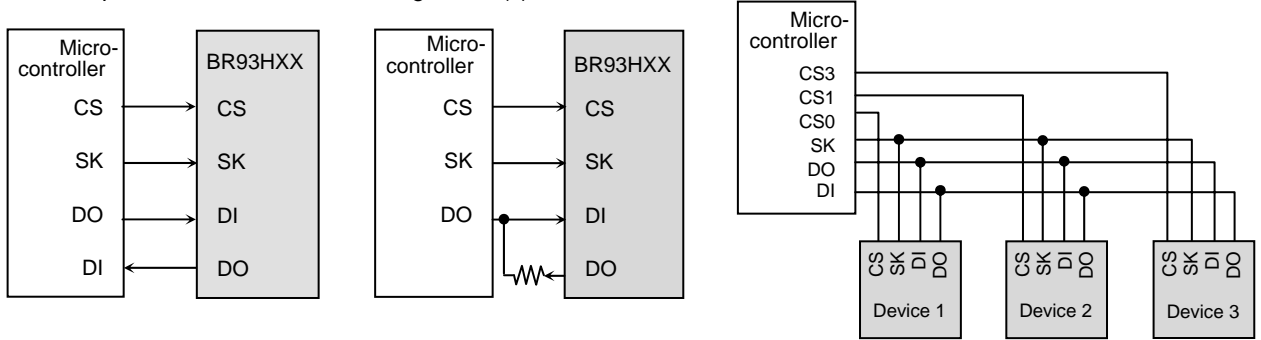 Micro-
controller
CS
SK
DO
DI
BR93HXX
CS
SK
DI
DO
Micro-
controller
CS
SK
DO
BR93HXX
CS
SK
DI
DO
Micro-
controller
CS3
CS1
CS0
SK
DO
DI
CS
SK
DI
DO
Device 1
CS
SK
DI
DO
Device 2
CS
SK
DI
DO
Device 3